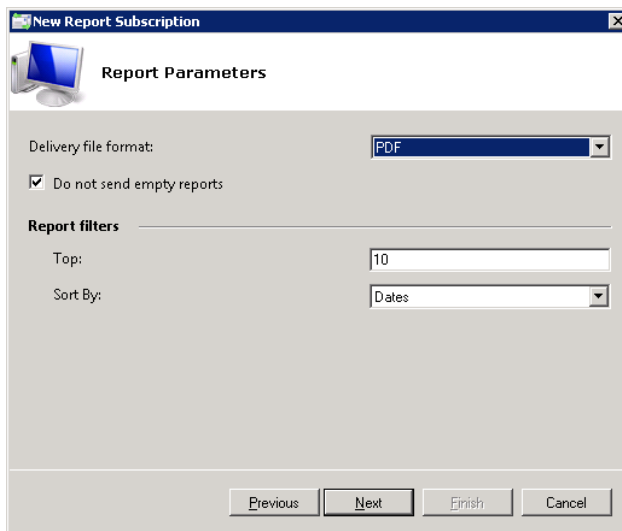 New Report Subscription
Report Parameters
Delivery file format: PDF
Do not send empty reports
Report filters
Top: 10
Sort By: Dates
Previous Next Finish Cancel